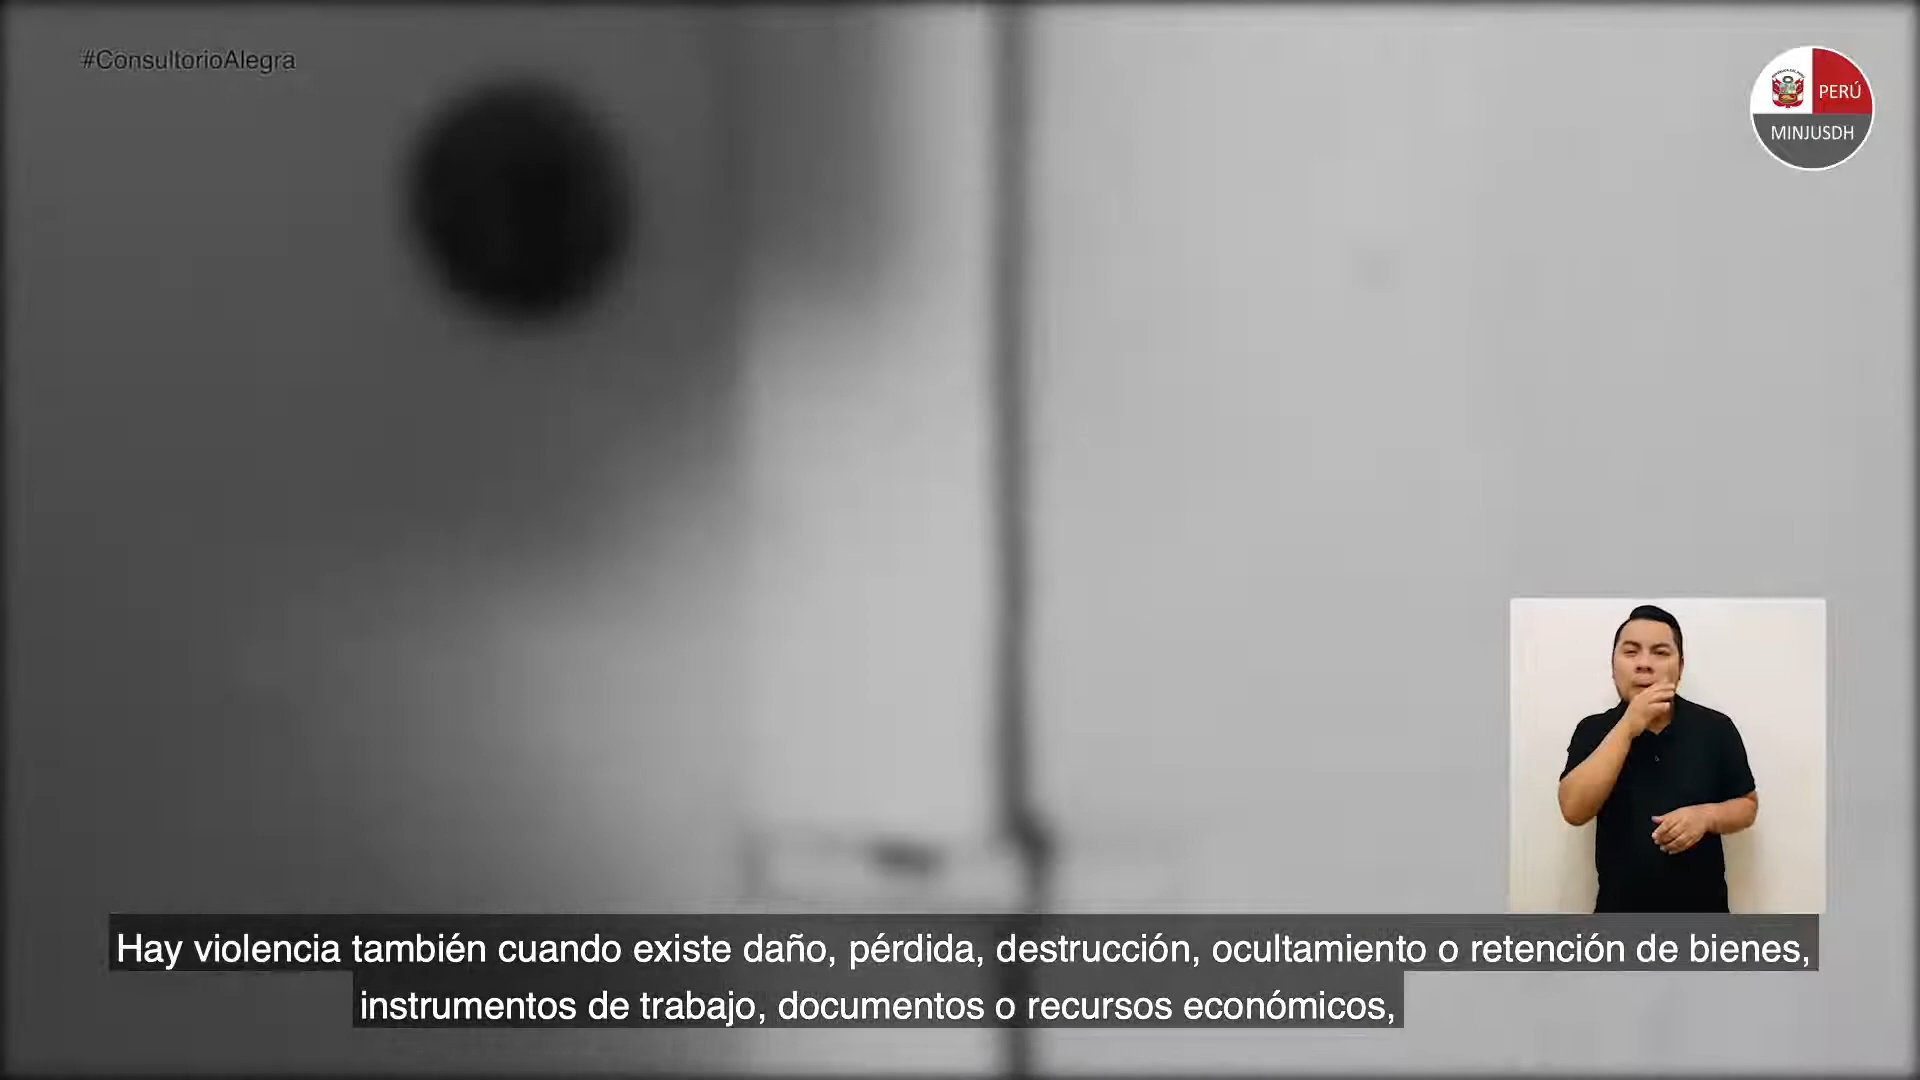 #ConsultorioAlegra
PERÚ
MINJUSDH
Hay violencia también cuando existe daño, pérdida, destrucción, ocultamiento o retención de bienes,
instrumentos de trabajo, documentos o recursos económicos,